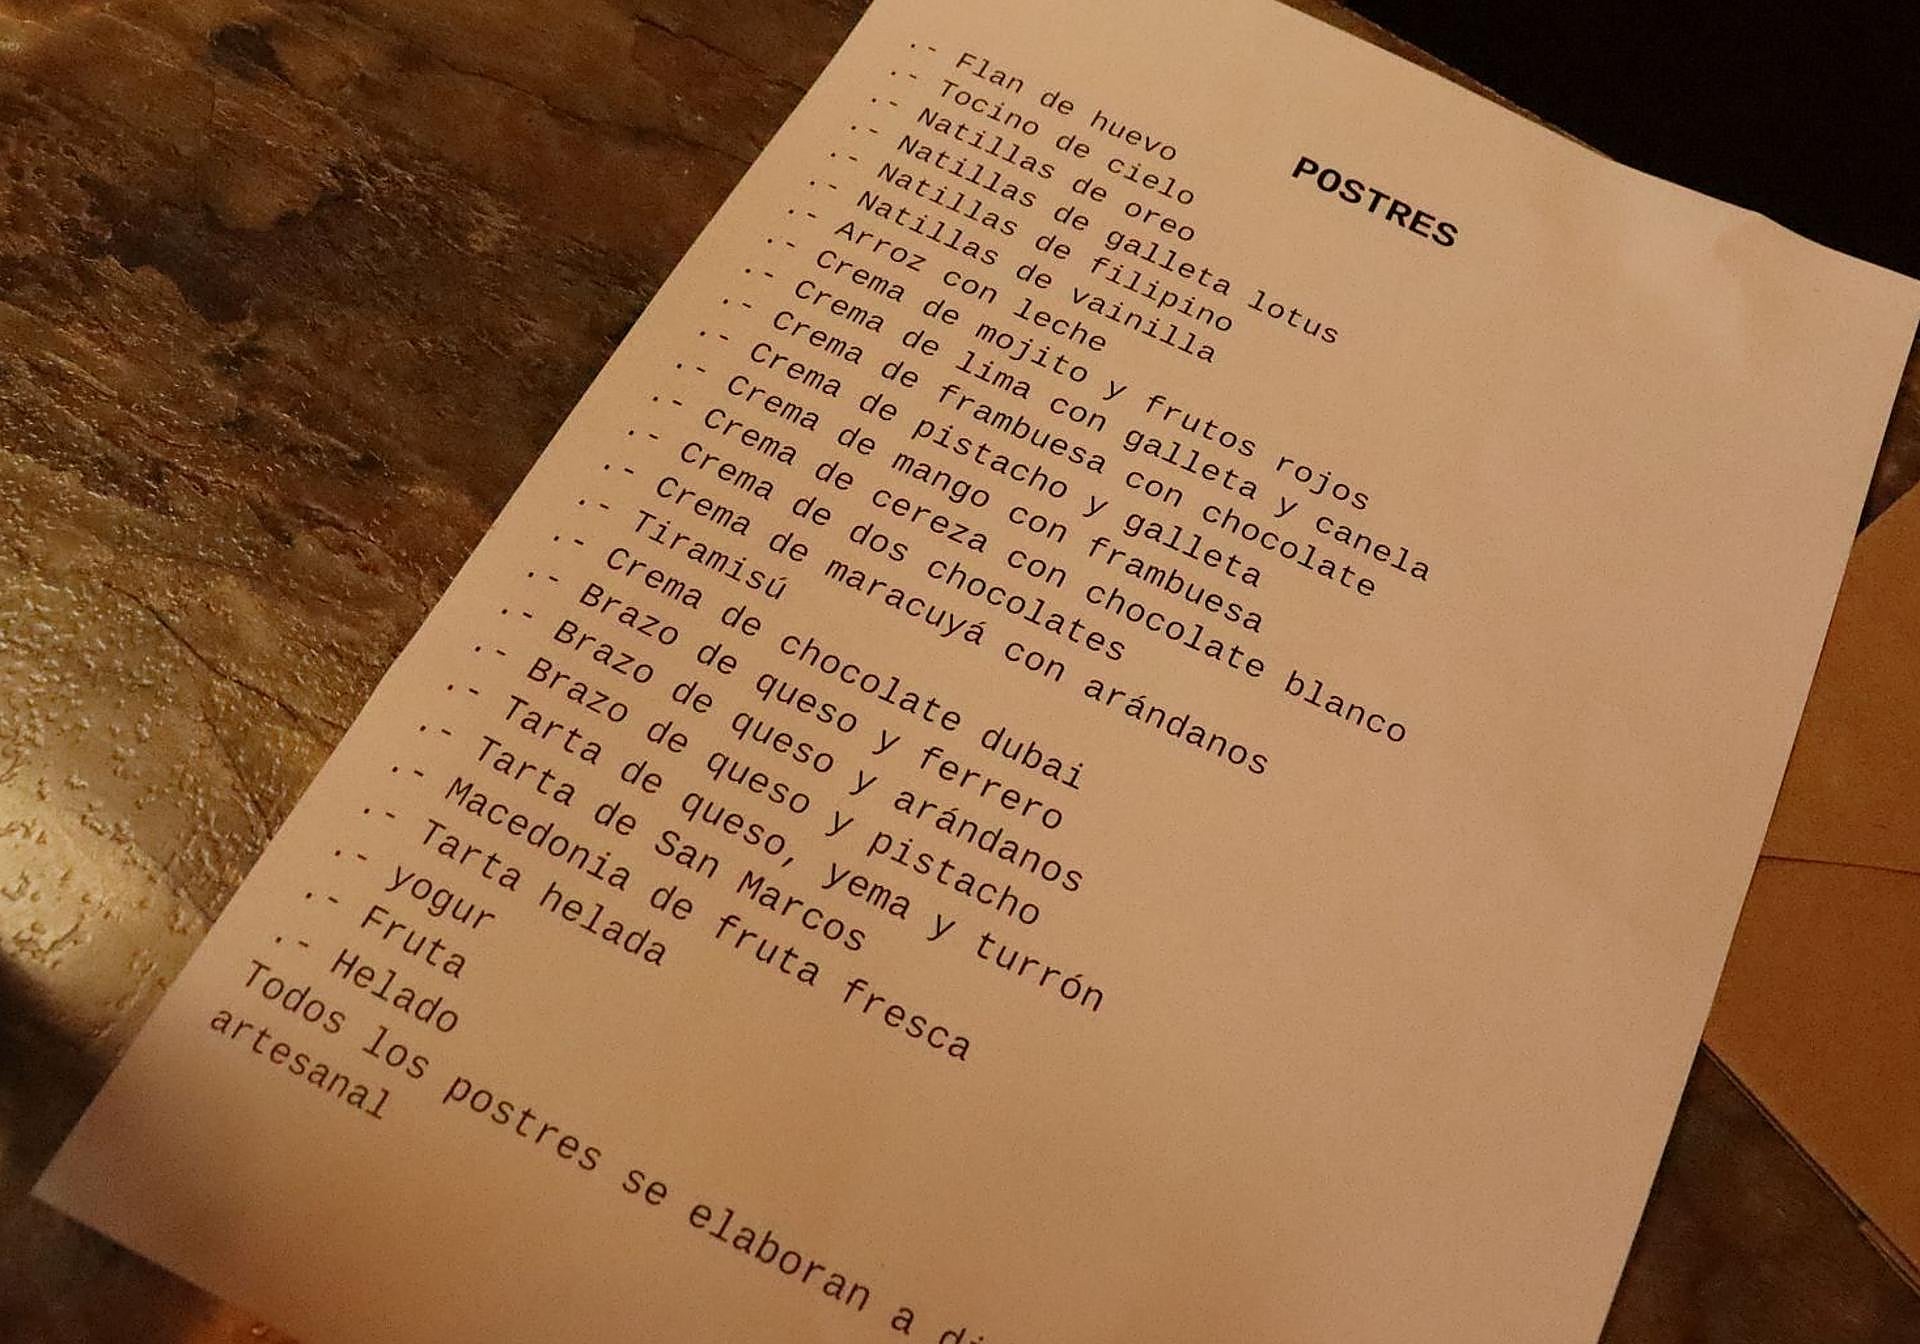 POSTRES
.- Flan de huevo
.- Tocino de cielo
.- Natillas de oreo
.- Natillas de galleta lotus
.- Natillas de filipino
.- Natillas de vainilla
.- Arroz con leche
.- Crema de mojito y frutos rojos
.- Crema de lima con galleta y canela
.- Crema de frambuesa con chocolate
.- Crema de pistacho y galleta
.- Crema de mango con frambuesa
.- Crema de cereza con chocolate blanco
.- Crema de dos chocolates
.- Crema de maracuyá con arándanos
.- Tiramisú
.- Crema de chocolate dubai
.- Brazo de queso y ferrero
.- Brazo de queso y arándanos
.- Brazo de queso y pistacho
.- Tarta de queso, yema y turrón
.- Tarta de San Marcos
.- Macedonia de fruta fresca
.- Tarta helada
.- yogur
.- Fruta
.- Helado
Todos los postres se elaboran a
artesanal